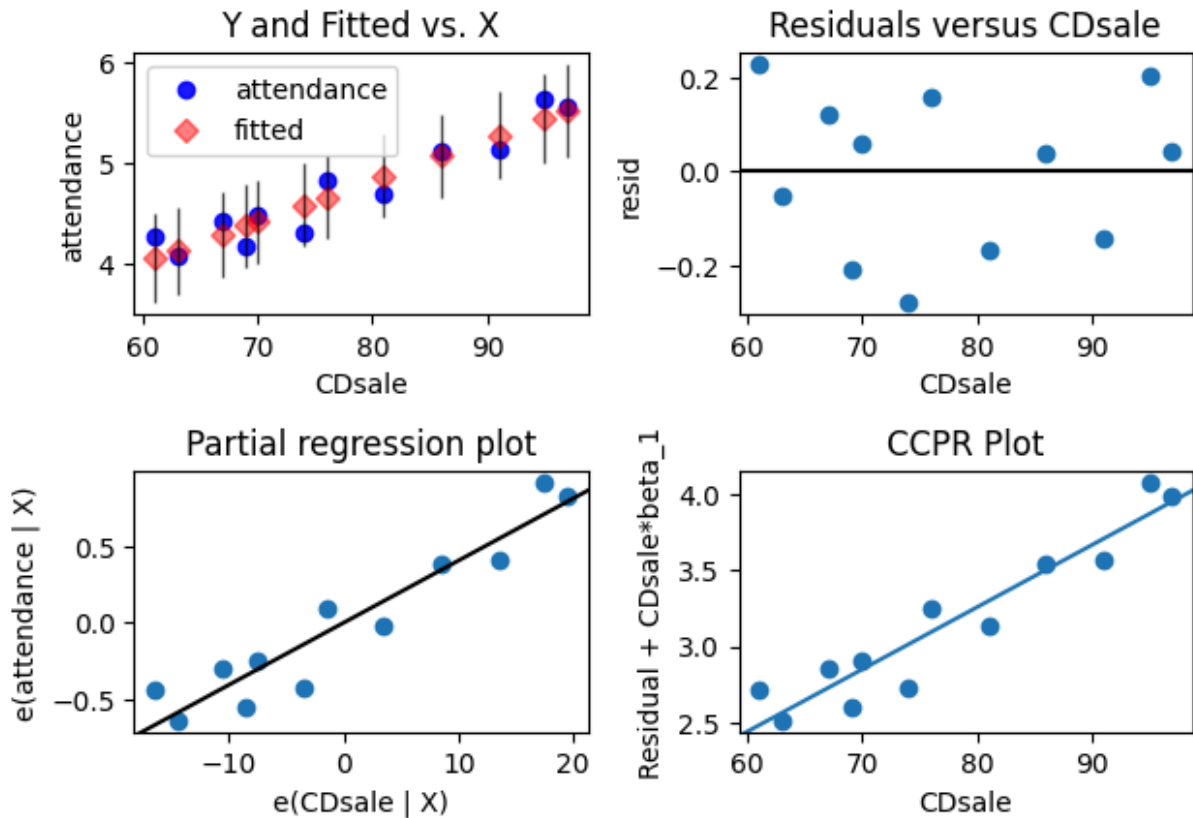 Y and Fitted vs. X
6
5
4
attendance
attendance
fitted
60 70 80 90
CDsale
Residuals versus CDsale
0.2
0.0
−0.2
resid
60 70 80 90
CDsale
Partial regression plot
0.5
0.0
−0.5
e(attendance | X)
−10 0 10 20
e(CDsale | X)
CCPR Plot
4.0
3.5
3.0
2.5
Residual + CDsale*beta_1
60 70 80 90
CDsale